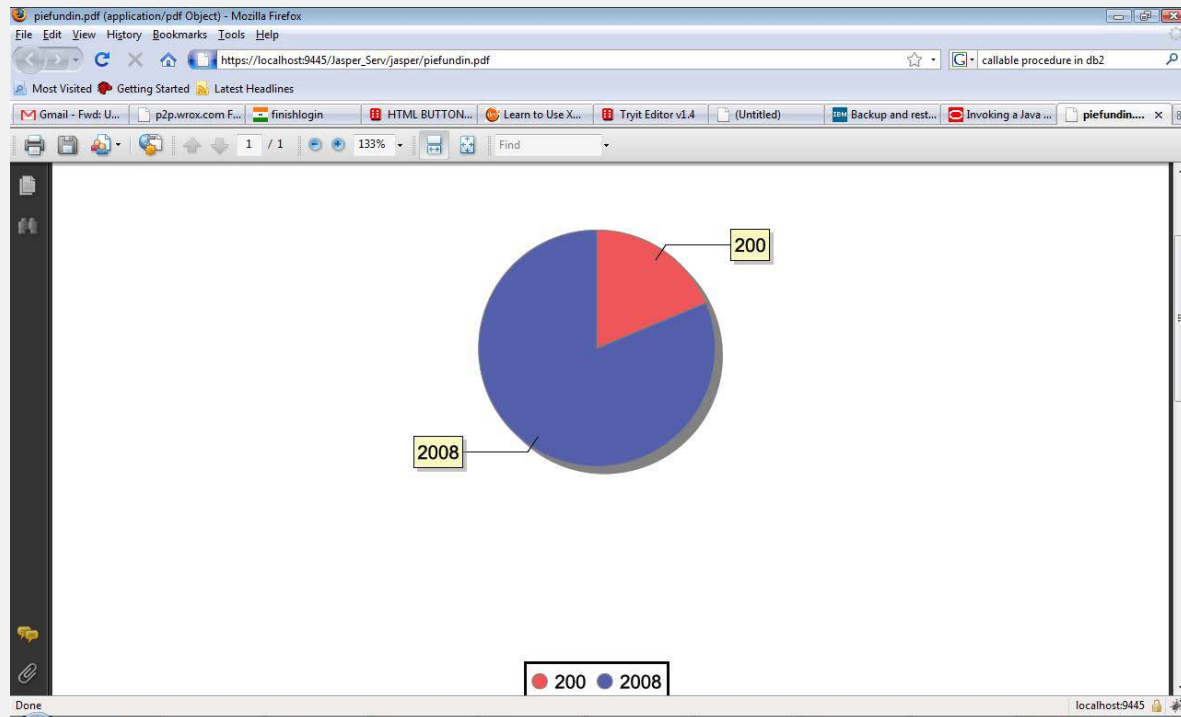 piefundin.pdf (application/pdf Object) - Mozilla Firefox
File Edit View History Bookmarks Tools Help
https://localhost:9445/Jasper_Serv/jasper/piefundin.pdf
G callable procedure in db2
Most Visited Getting Started Latest Headlines
Gmail - Fwd: U... p2p.wrox.com F... finishlogin HTML BUTTON... Learn to Use X... Tryit Editor v1.4 (Untitled) IBM Backup and rest... Invoking a Java ... piefundin....
1 / 1 133% Find
200
2008
200 2008
Done localhost:9445